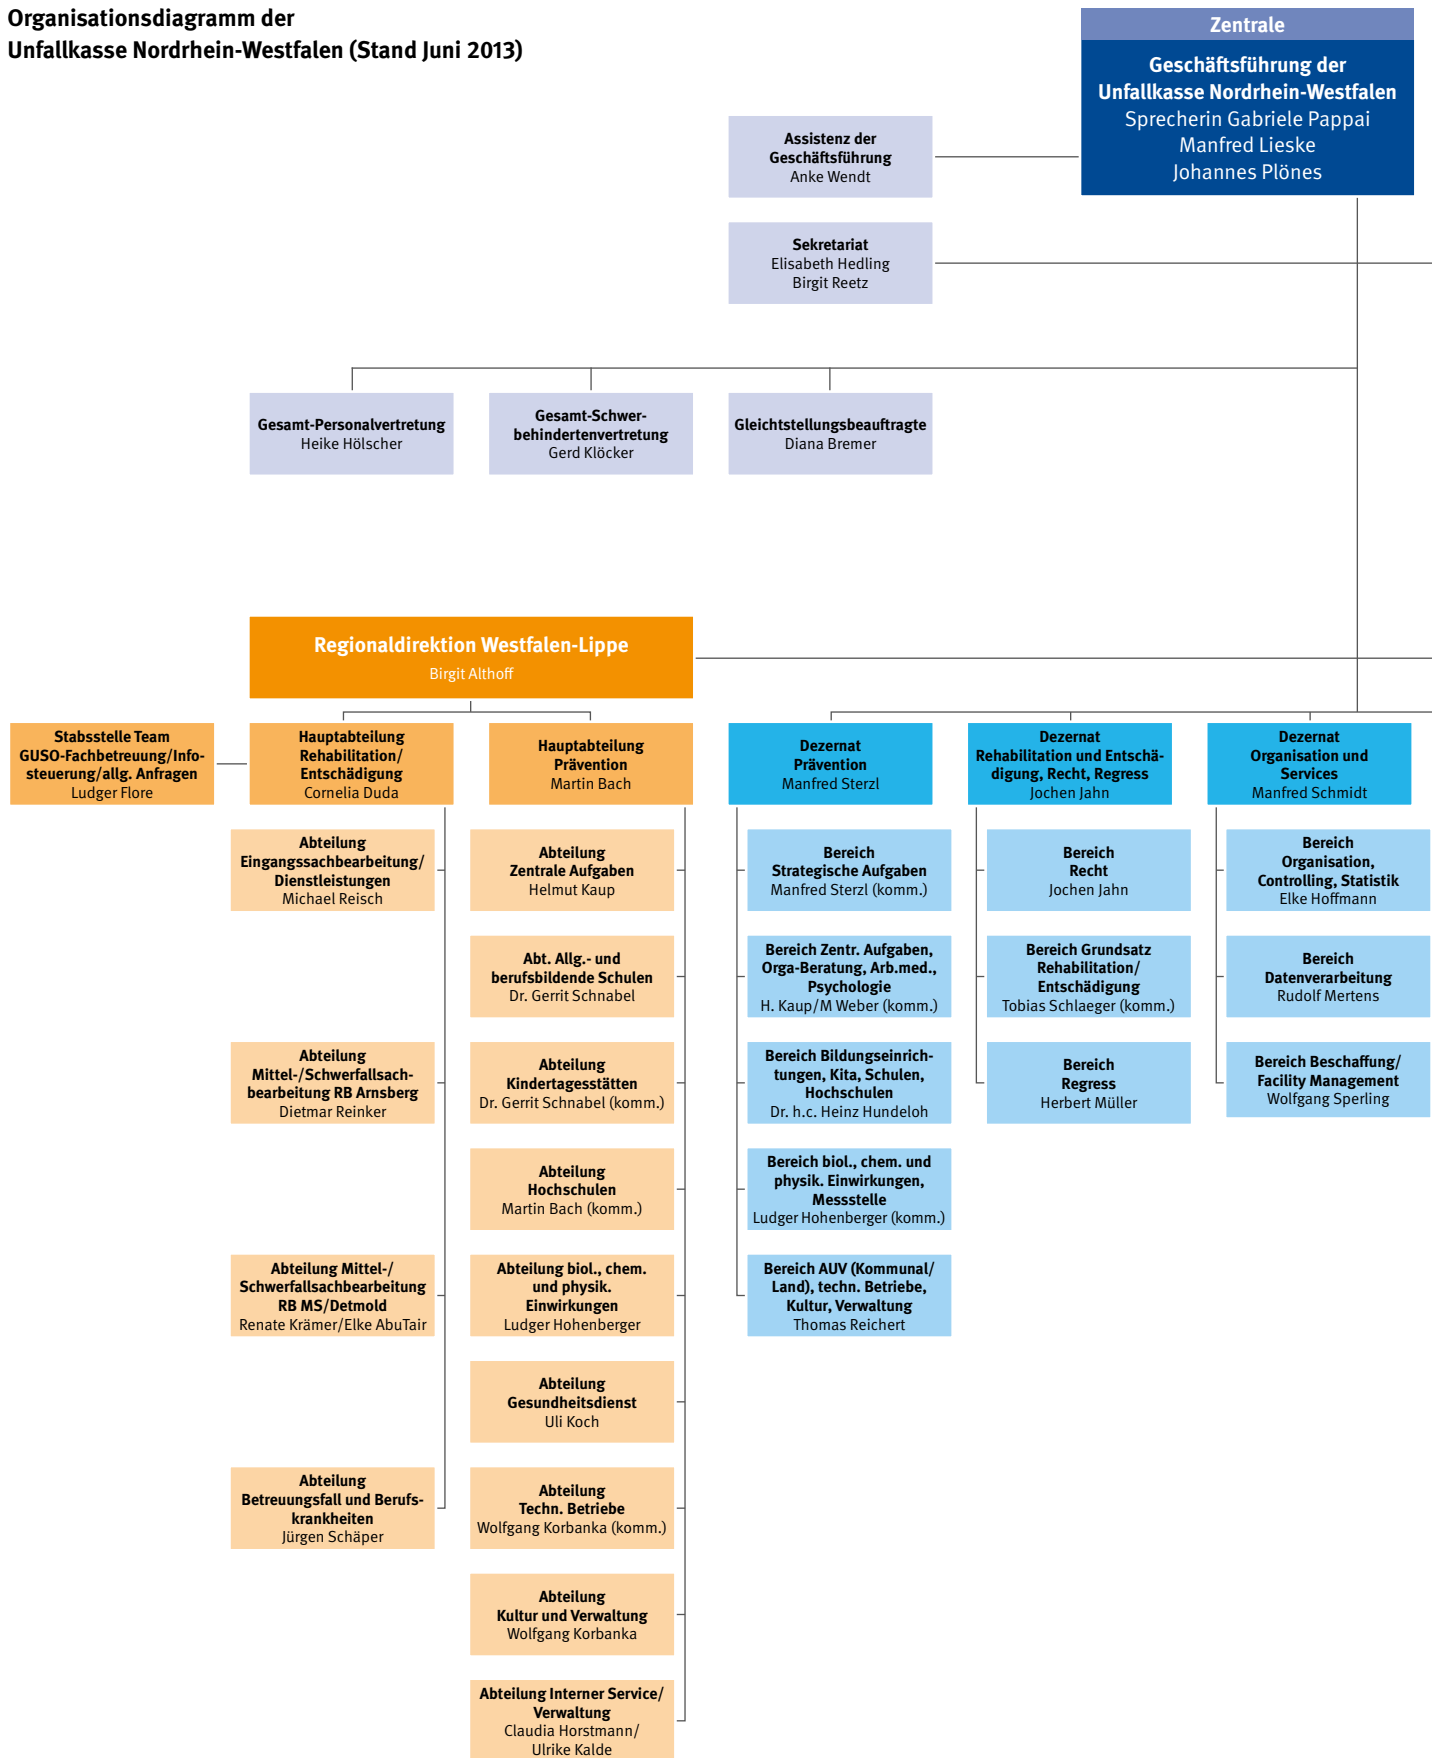 Organisationsdiagramm der
Unfallkasse Nordrhein-Westfalen (Stand Juni 2013)
Zentrale
Geschäftsführung der
Unfallkasse Nordrhein-Westfalen
Sprecherin Gabriele Pappai
Manfred Lieske
Johannes Plönes
Assistenz der
Geschäftsführung
Anke Wendt
Sekretariat
Elisabeth Hedling
Birgit Reetz
Gesamt-Personalvertretung
Heike Hölscher
Gesamt-Schwer-
behindertenvertretung
Gerd Klöcker
Gleichtstellungsbeauftragte
Diana Bremer
Regionaldirektion Westfalen-Lippe
Birgit Althoff
Stabsstelle Team
GUSO-Fachbetreuung/Info-
steuerung/allg. Anfragen
Ludger Flore
Hauptabteilung
Rehabilitation/
Entschädigung
Cornelia Duda
Hauptabteilung
Prävention
Martin Bach
Dezernat
Prävention
Manfred Sterzl
Dezernat
Rehabilitation und Entschä-
digung, Recht, Regress
Jochen Jahn
Dezernat
Organisation und
Services
Manfred Schmidt
Abteilung
Eingangssachbearbeitung/
Dienstleistungen
Michael Reisch
Abteilung
Zentrale Aufgaben
Helmut Kaup
Bereich
Strategische Aufgaben
Manfred Sterzl (komm.)
Bereich
Recht
Jochen Jahn
Bereich
Organisation,
Controlling, Statistik
Elke Hoffmann
Abt. Allg.- und
berufsbildende Schulen
Dr. Gerrit Schnabel
Bereich Zentr. Aufgaben,
Orga-Beratung, Arb.med.,
Psychologie
H. Kaup/M Weber (komm.)
Bereich Grundsatz
Rehabilitation/
Entschädigung
Tobias Schlaeger (komm.)
Bereich
Datenverarbeitung
Rudolf Mertens
Abteilung
Mittel-/Schwerfallsach-
bearbeitung RB Arnsberg
Dietmar Reinker
Abteilung
Kindertagesstätten
Dr. Gerrit Schnabel (komm.)
Bereich Bildungseinrich-
tungen, Kita, Schulen,
Hochschulen
Dr. h.c. Heinz Hundeloh
Bereich
Regress
Herbert Müller
Bereich Beschaffung/
Facility Management
Wolfgang Sperling
Abteilung
Hochschulen
Martin Bach (komm.)
Bereich biol., chem. und
physik. Einwirkungen,
Messstelle
Ludger Hohenberger (komm.)
Abteilung Mittel-/
Schwerfallsachbearbeitung
RB MS/Detmold
Renate Krämer/Elke AbuTair
Abteilung biol., chem.
und physik.
Einwirkungen
Ludger Hohenberger
Bereich AUV (Kommunal/
Land), techn. Betriebe,
Kultur, Verwaltung
Thomas Reichert
Abteilung
Gesundheitsdienst
Uli Koch
Abteilung
Betreuungsfall und Berufs-
krankheiten
Jürgen Schäper
Abteilung
Techn. Betriebe
Wolfgang Korbanka (komm.)
Abteilung
Kultur und Verwaltung
Wolfgang Korbanka
Abteilung Interner Service/
Verwaltung
Claudia Horstmann/
Ulrike Kalde